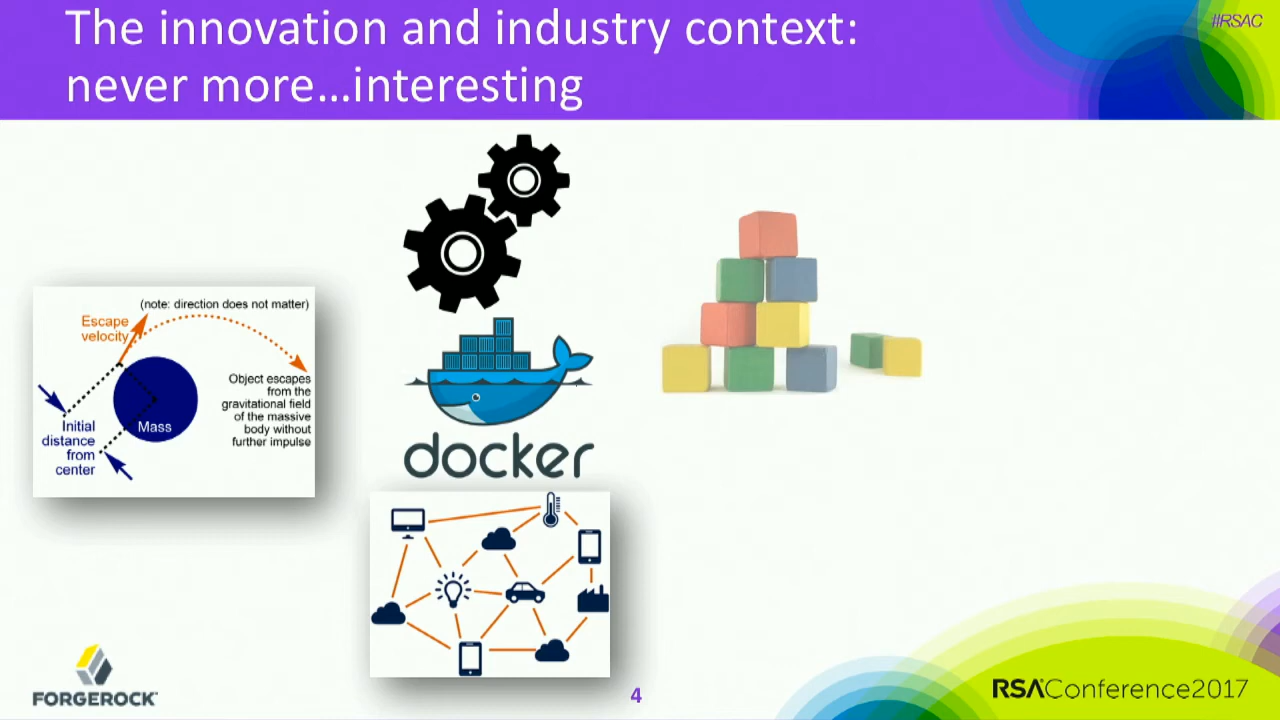 #RSAC
The innovation and industry context:
never more...interesting
(note: direction does not matter)
Escape
velocity
Object escapes
from the
gravitational field
of the massive
body without
further impulse
Mass
Initial
distance
from
center
docker
FORGEROCK
4
RSAConference2017